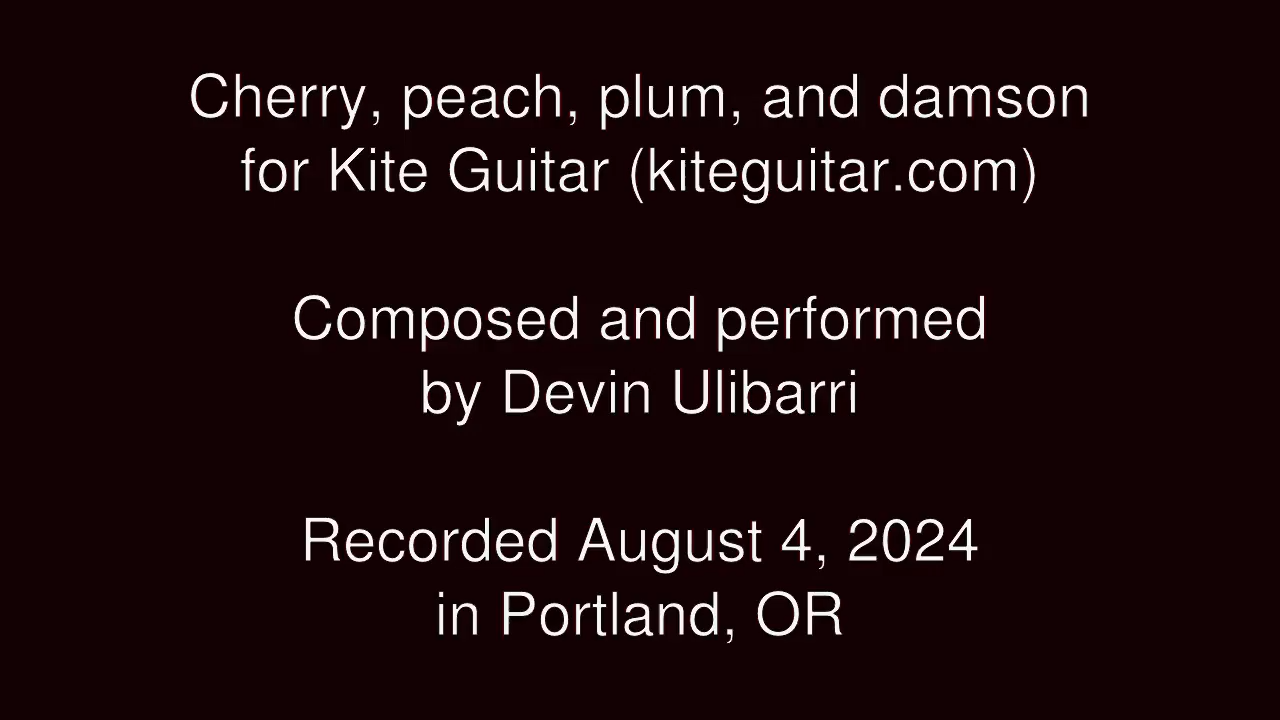 Cherry, peach, plum, and damson
for Kite Guitar (kiteguitar.com)
Composed and performed
by Devin Ulibarri
Recorded August 4, 2024
in Portland, OR